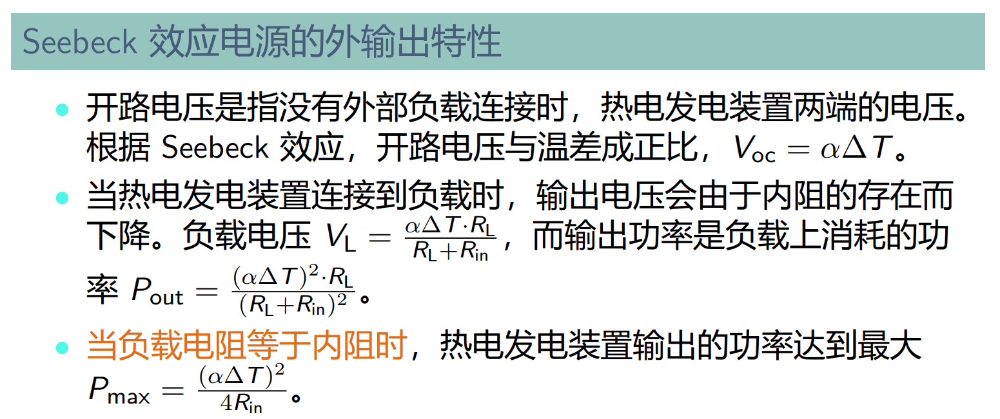 Seebeck 效应电源的外输出特性
• 开路电压是指没有外部负载连接时，热电发电装置两端的电压。
根据 Seebeck 效应，开路电压与温差成正比，$V_{\text{oc}} = \alpha \Delta T$。
• 当热电发电装置连接到负载时，输出电压会由于内阻的存在而
下降。负载电压 $V_{\text{L}} = \frac{\alpha \Delta T \cdot R_{\text{L}}}{R_{\text{L}} + R_{\text{in}}}$，而输出功率是负载上消耗的功
率 $P_{\text{out}} = \frac{(\alpha \Delta T)^2 \cdot R_{\text{L}}}{(R_{\text{L}} + R_{\text{in}})^2}$。
• 当负载电阻等于内阻时，热电发电装置输出的功率达到最大
$P_{\text{max}} = \frac{(\alpha \Delta T)^2}{4 R_{\text{in}}}$。